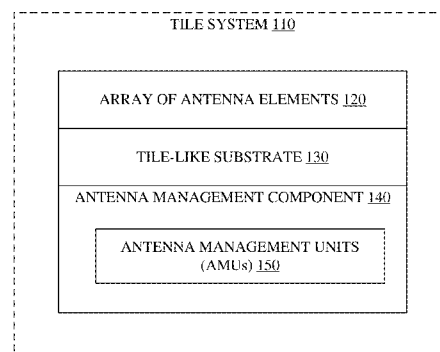 TILE SYSTEM 110
ARRAY OF ANTENNA ELEMENTS 120
TILE-LIKE SUBSTRATE 130
ANTENNA MANAGEMENT COMPONENT 140
ANTENNA MANAGEMENT UNITS
(AMUs) 150